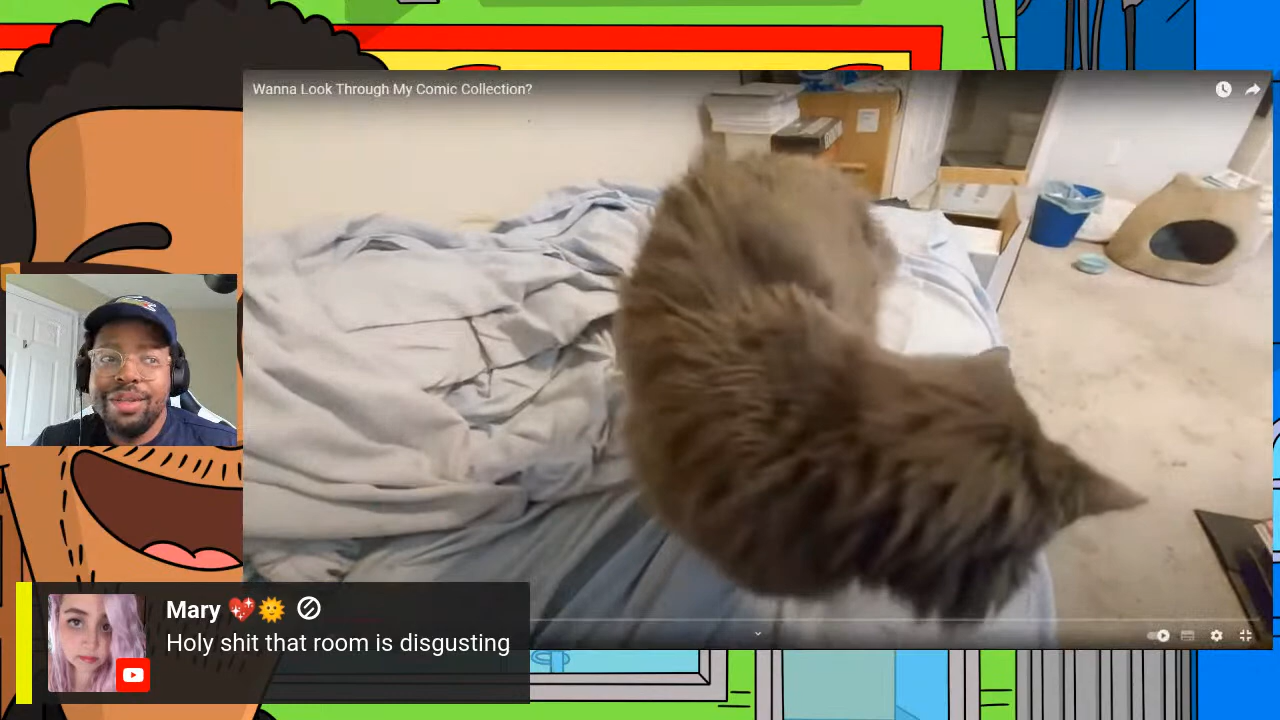 Wanna Look Through My Comic Collection?
Mary 💖🌞
Holy shit that room is disgusting